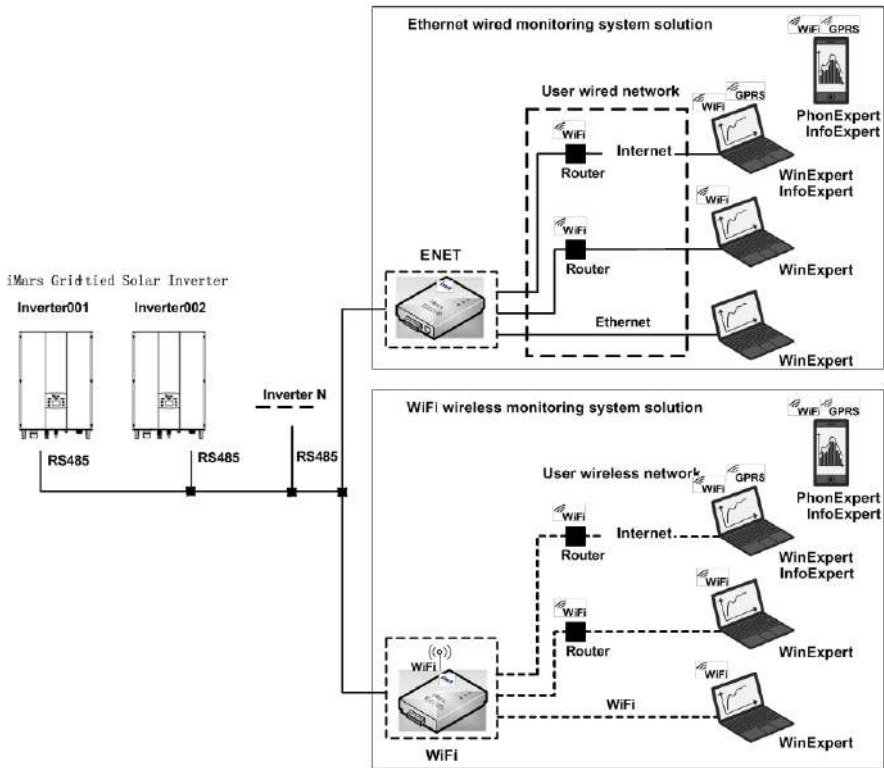 Ethernet wired monitoring system solution
WiFi GPRS
User wired network
WiFi GPRS
WiFi
PhonExpert
InfoExpert
Internet
Router
WinExpert
InfoExpert
WiFi
WiFi
ENET
Router
WinExpert
iMars Grid-tied Solar Inverter
Inverter001
Inverter002
Ethernet
WinExpert
Inverter N
WiFi wireless monitoring system solution
WiFi GPRS
RS485
RS485
RS485
User wireless network
WiFi GPRS
PhonExpert
InfoExpert
WiFi
Internet
Router
WinExpert
InfoExpert
WiFi
WiFi
Router
WinExpert
WiFi
WiFi
WiFi
WinExpert
WiFi